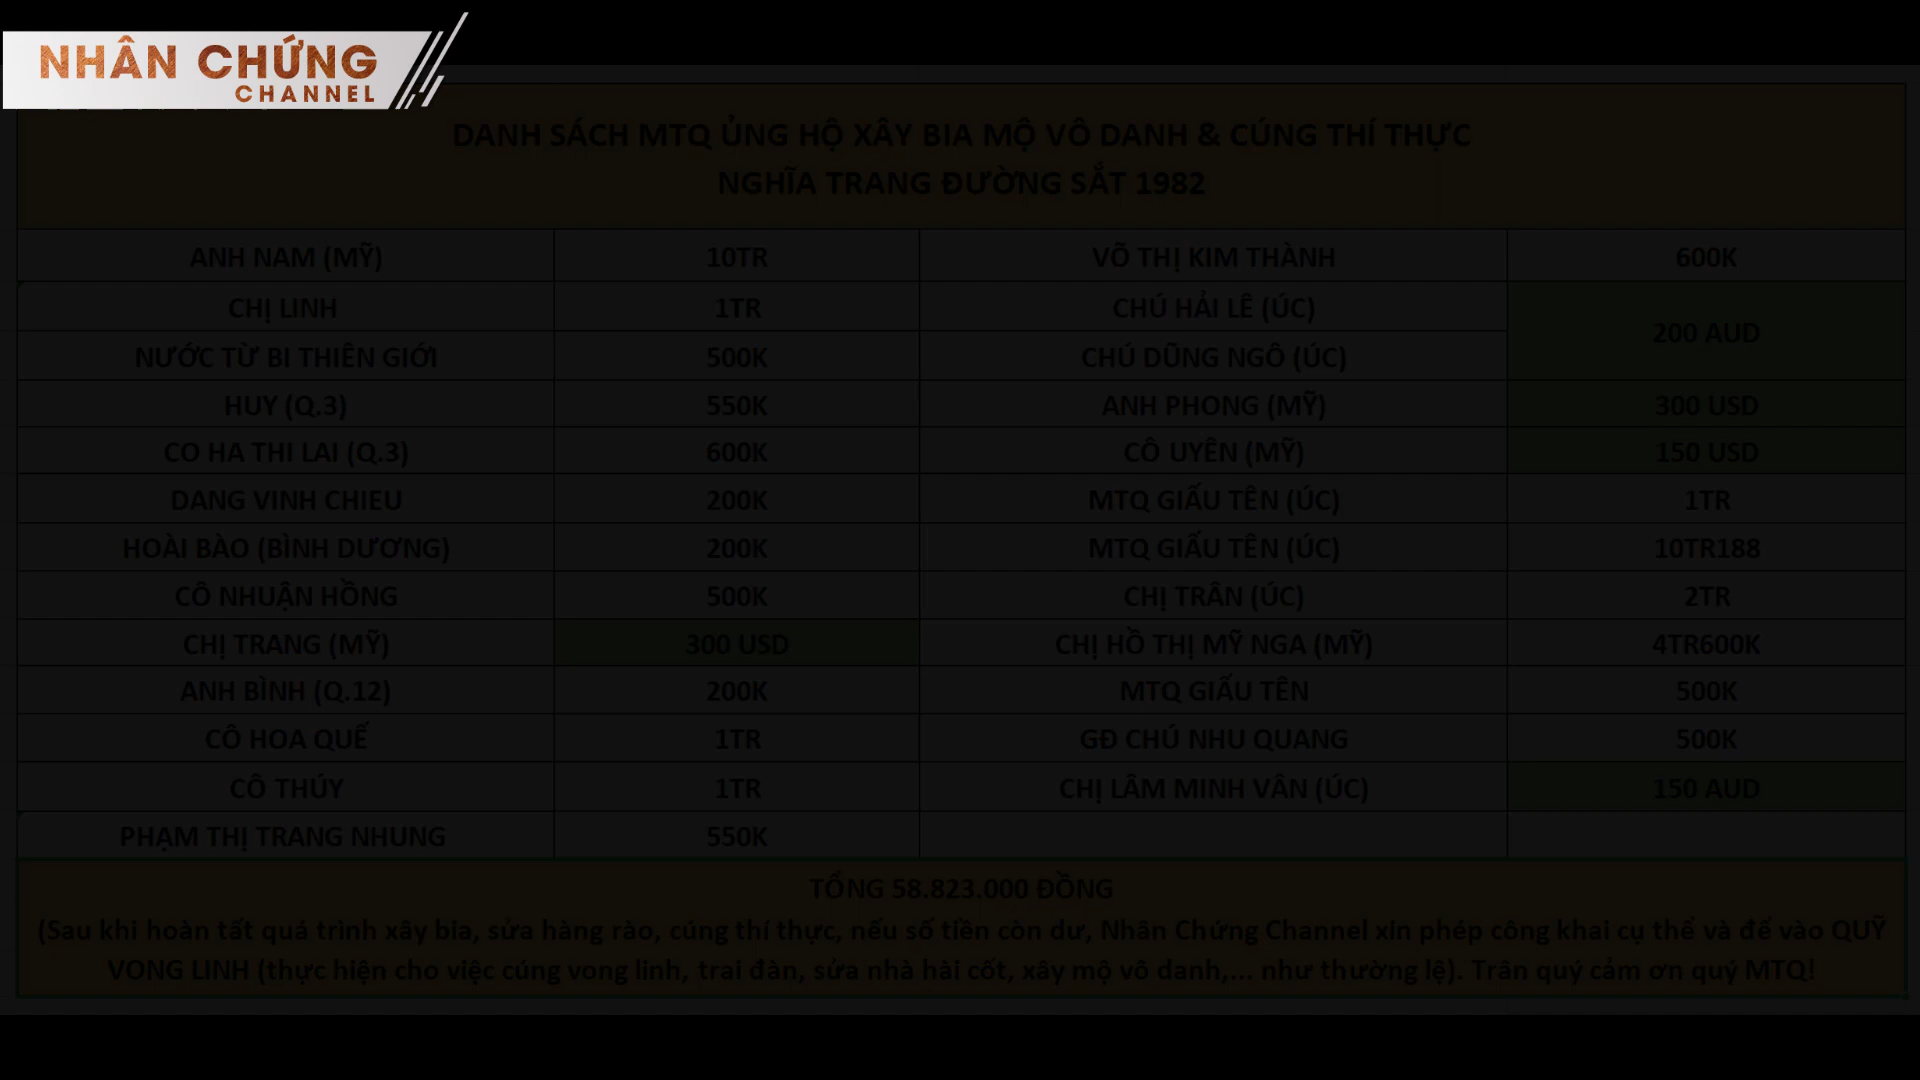 NHÂN CHỨNG
CHANNEL
DANH SÁCH MTQ ỦNG HỘ XÂY BIA MỘ VÔ DANH & CÚNG THÍ THỰC
NGHĨA TRANG ĐƯỜNG SẮT 1982
ANH NAM (MỸ) 10TR VÕ THỊ KIM THÀNH 600K
CHỊ LINH 1TR CHÚ HẢI LÊ (ÚC) 200 AUD
NƯỚC TỪ BI THIÊN GIỚI 500K CHÚ DŨNG NGÔ (ÚC)
HUY (Q.3) 550K ANH PHONG (MỸ) 300 USD
CO HA THI LAI (Q.3) 600K CÔ UYÊN (MỸ) 150 USD
DANG VINH CHIEU 200K MTQ GIẤU TÊN (ÚC) 1TR
HOÀI BÀO (BÌNH DƯƠNG) 200K MTQ GIẤU TÊN (ÚC) 10TR188
CÔ NHUẬN HỒNG 500K CHỊ TRÂN (ÚC) 2TR
CHỊ TRANG (MỸ) 300 USD CHỊ HỒ THỊ MỸ NGA (MỸ) 4TR600K
ANH BÌNH (Q.12) 200K MTQ GIẤU TÊN 500K
CÔ HOA QUẾ 1TR GĐ CHÚ NHU QUANG 500K
CÔ THÚY 1TR CHỊ LÂM MINH VÂN (ÚC) 150 AUD
PHẠM THỊ TRANG NHUNG 550K
TỔNG 58.823.000 ĐỒNG
(Sau khi hoàn tất quá trình xây bia, sửa hàng rào, cúng thí thực, nếu số tiền còn dư, Nhân Chứng Channel xin phép công khai cụ thể và để vào QUỸ
VONG LINH (thực hiện cho việc cúng vong linh, trai đàn, sửa nhà hài cốt, xây mộ vô danh,... như thường lệ). Trân quý cảm ơn quý MTQ!